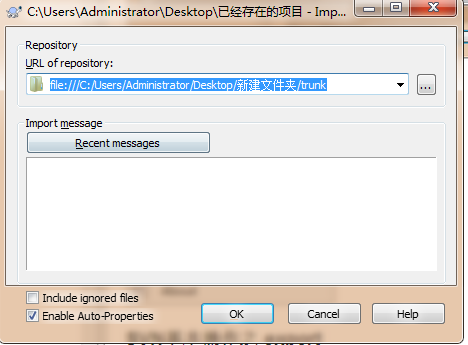 C:\Users\Administrator\Desktop\已经存在的项目 - Imp...
Repository
URL of repository:
file:///C:/Users/Administrator/Desktop/新建文件夹/trunk
...
Import message
Recent messages
Include ignored files
Enable Auto-Properties
OK
Cancel
Help